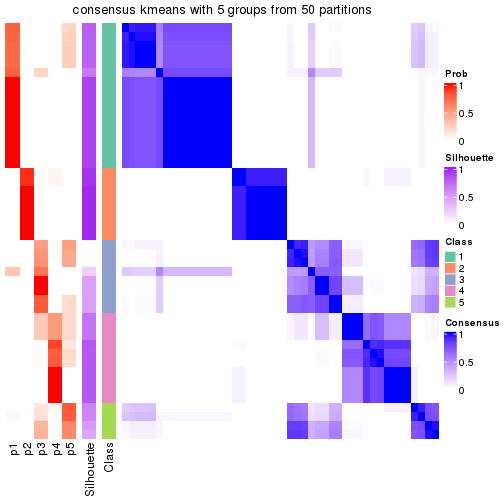 consensus kmeans with 5 groups from 50 partitions
Prob
1
0.5
0
Silhouette
1
0.5
0
Class
1
2
3
4
5
Consensus
1
0.5
0
p1
p2
p3
p4
p5
Silhouette
Class